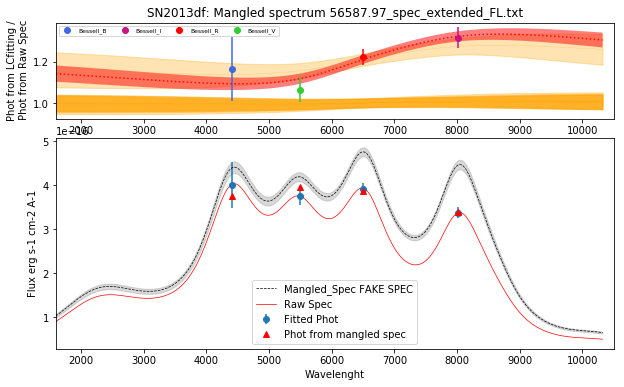 SN2013df: Mangled spectrum 56587.97_spec_extended_FL.txt
Phot from LCfitting /
Phot from Raw Spec
Bessell_B Bessell_I Bessell_R Bessell_V
1.2
1.0
2000 3000 4000 5000 6000 7000 8000 9000 10000
1e−16
Flux erg s-1 cm-2 A-1
5
4
3
2
1
Mangled_Spec FAKE SPEC
Raw Spec
Fitted Phot
Phot from mangled spec
2000 3000 4000 5000 6000 7000 8000 9000 10000
Wavelenght